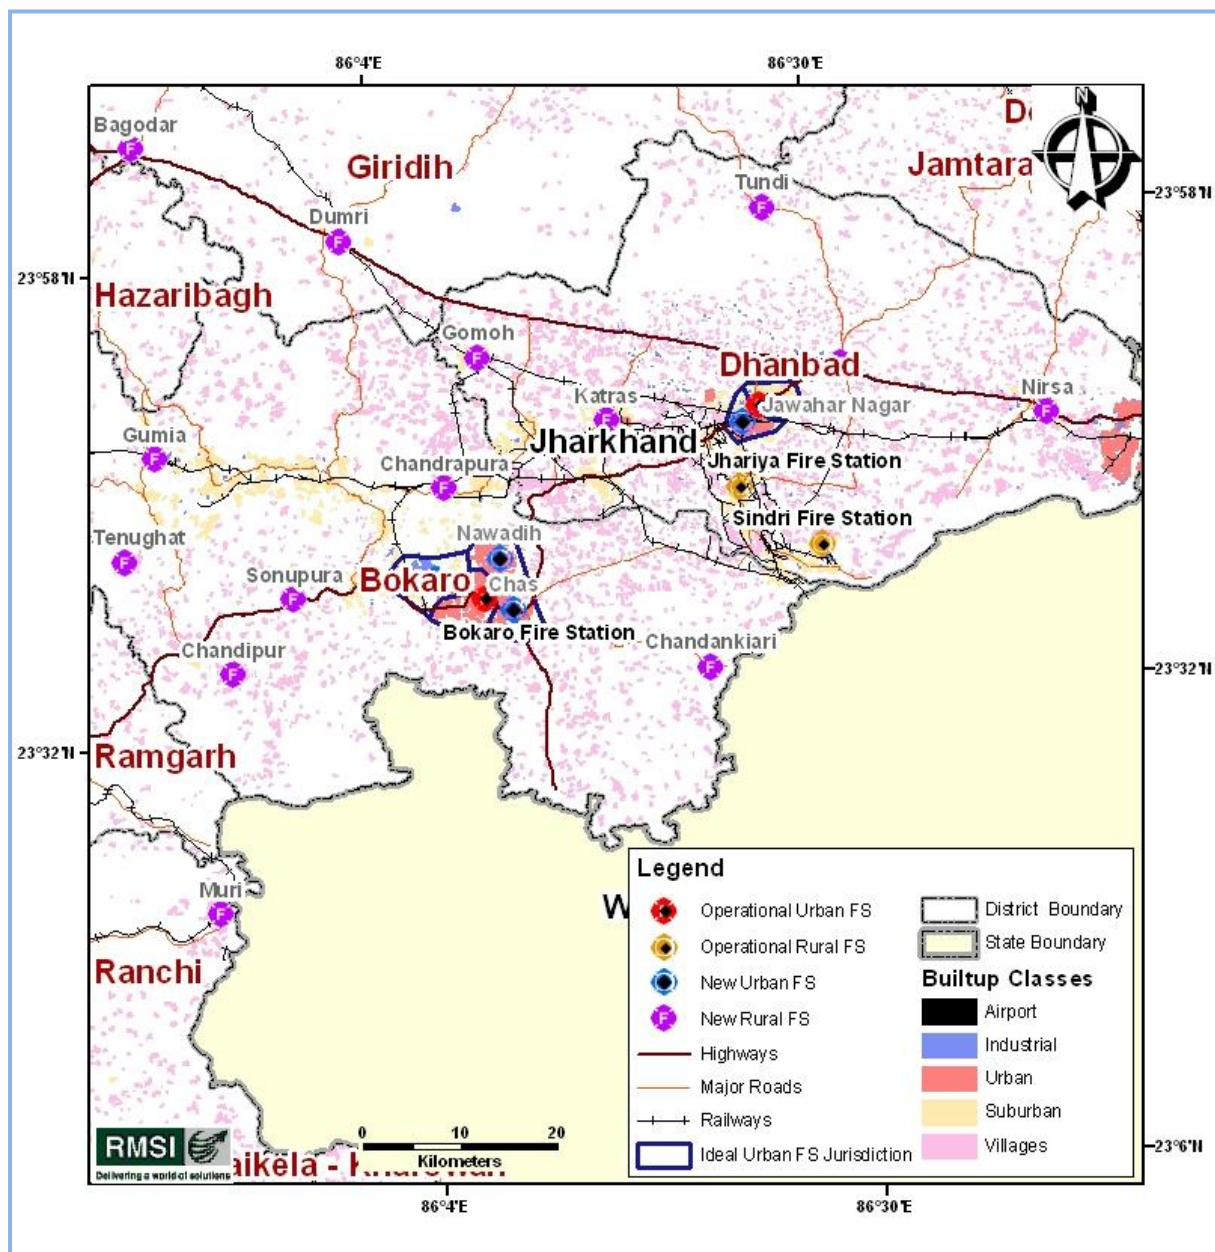 86°4'E 86°30'E
N
Bagodar
Giridih
Jamtara
Tundi
23°58'N
Dumri
23°58'N
Hazaribagh
Gomoh
Dhanbad
Katras
Nirsa
Jawahar Nagar
Gumia
Jharkhand
Chandrapura
Jhariya Fire Station
Sindri Fire Station
Nawadih
Tenughat
Sonupura
Bokaro
Chas
Bokaro Fire Station
Chandankiari
Chandipur
23°32'N
23°32'N
Ramgarh
Muri
Ranchi
W
Legend
Operational Urban FS
Operational Rural FS
New Urban FS
F New Rural FS
Highways
Major Roads
Railways
Ideal Urban FS Jurisdiction
District Boundary
State Boundary
Builtup Classes
Airport
Industrial
Urban
Suburban
Villages
RMSI
Delivering a world of solutions
0 10 20
Kilometers
23°6'N
86°4'E 86°30'E